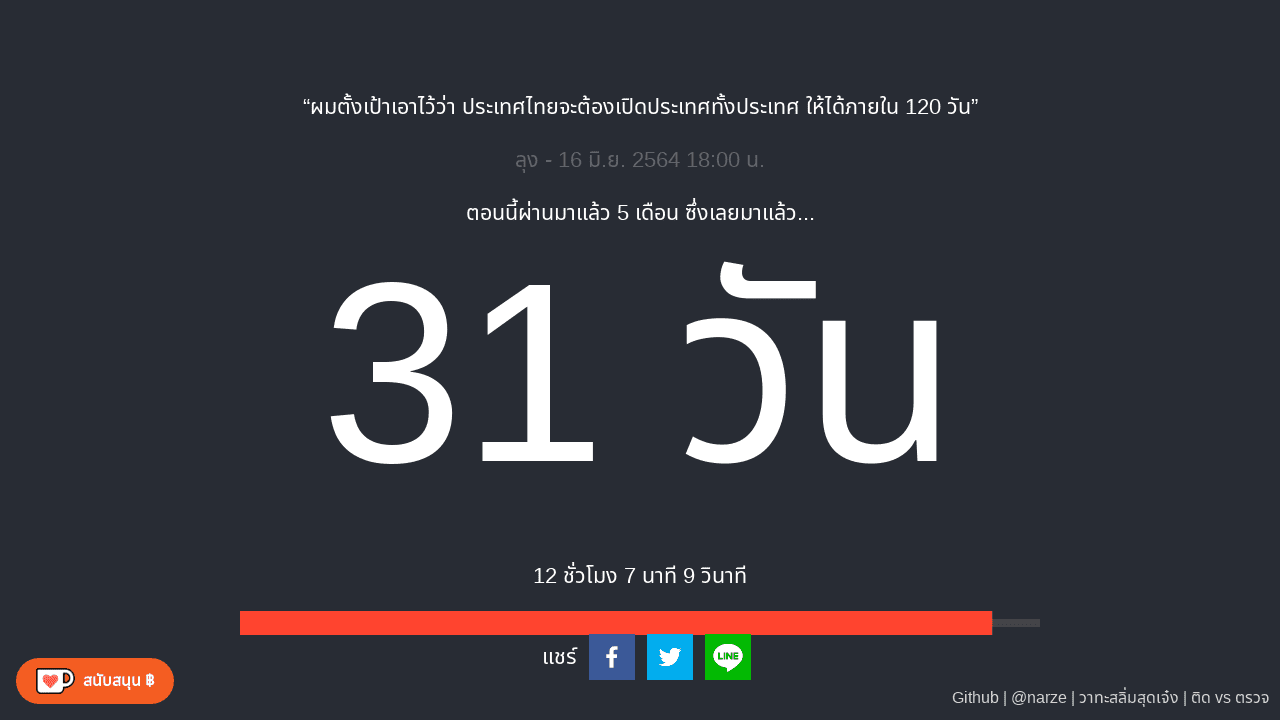 “ผมตั้งเป้าเอาไว้ว่า ประเทศไทยจะต้องเปิดประเทศทั้งประเทศ ให้ได้ภายใน 120 วัน”
ลุง - 16 มิ.ย. 2564 18:00 น.
ตอนนี้ผ่านมาแล้ว 5 เดือน ซึ่งเลยมาแล้ว...
31 วัน
12 ชั่วโมง 7 นาที 9 วินาที
แชร์
LINE
สนับสนุน ฿
Github | @narze | วาทะสลิ่มสุดเจ๋ง | ติด vs ตรวจ